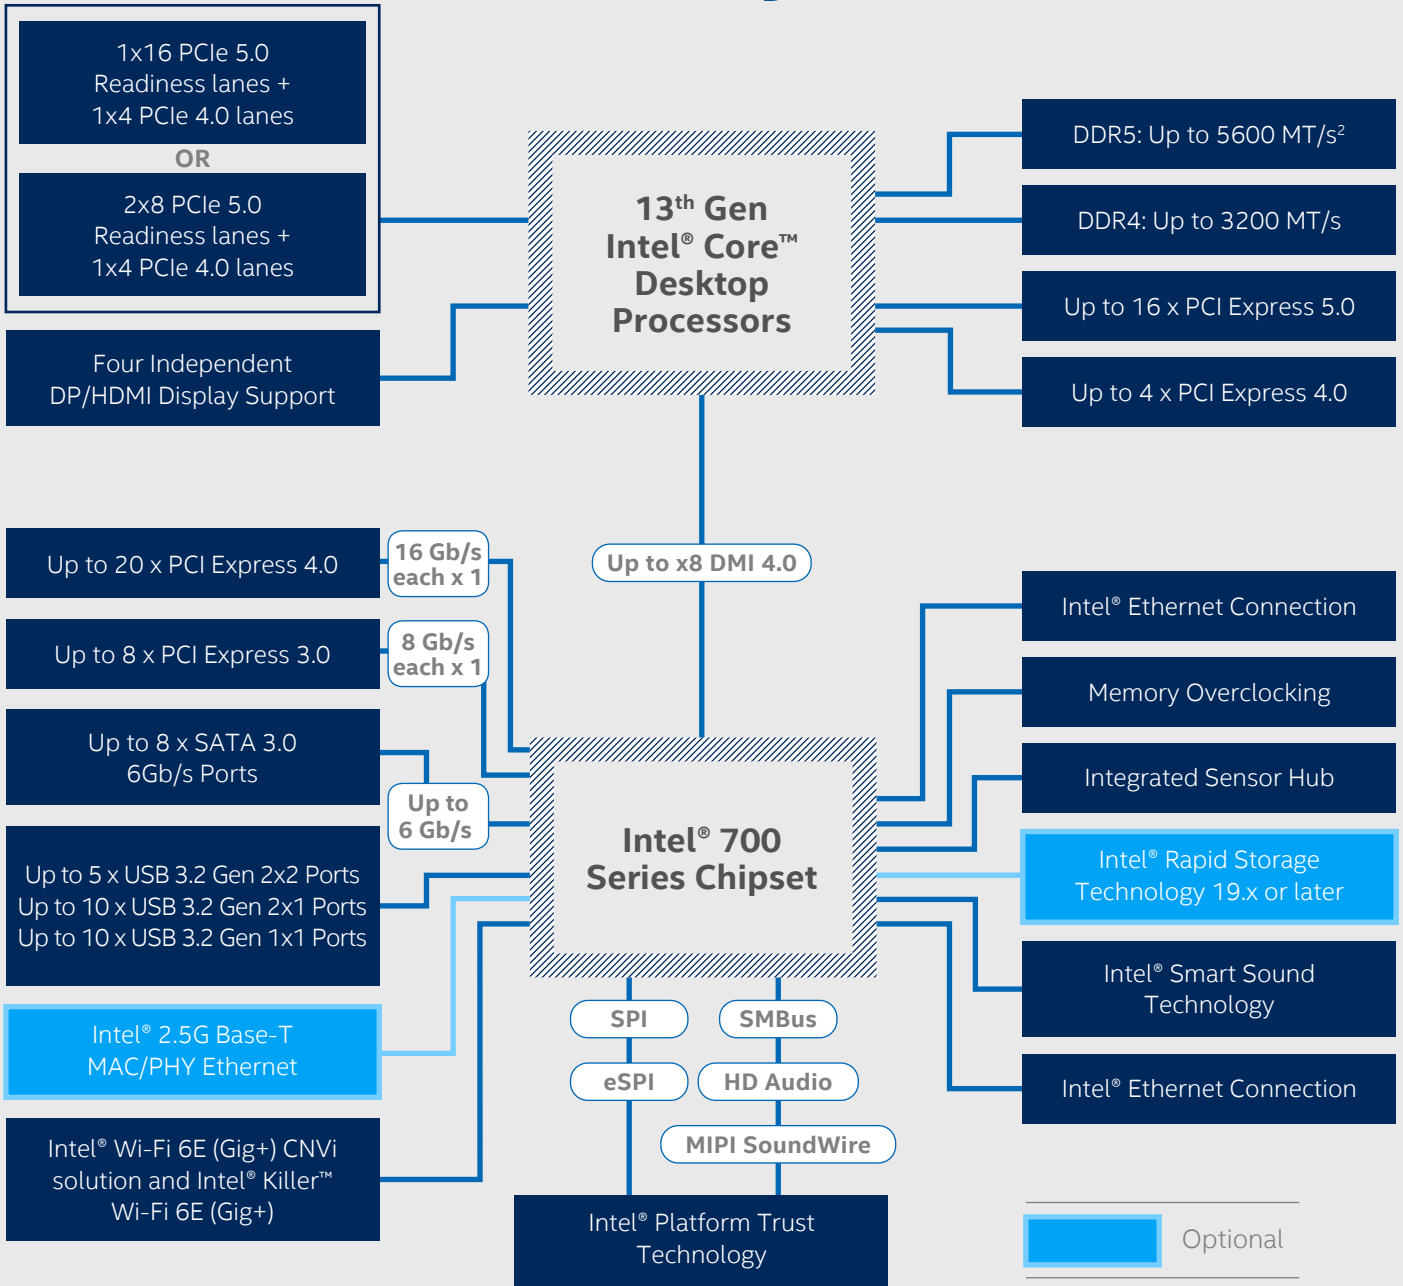 1x16 PCIe 5.0
Readiness lanes +
1x4 PCIe 4.0 lanes
OR
2x8 PCIe 5.0
Readiness lanes +
1x4 PCIe 4.0 lanes
Four Independent
DP/HDMI Display Support
13th Gen
Intel® Core™
Desktop
Processors
DDR5: Up to 5600 MT/s²
DDR4: Up to 3200 MT/s
Up to 16 x PCI Express 5.0
Up to 4 x PCI Express 4.0
Up to x8 DMI 4.0
Up to 20 x PCI Express 4.0
16 Gb/s
each x 1
Up to 8 x PCI Express 3.0
8 Gb/s
each x 1
Up to 8 x SATA 3.0
6Gb/s Ports
Up to
6 Gb/s
Up to 5 x USB 3.2 Gen 2x2 Ports
Up to 10 x USB 3.2 Gen 2x1 Ports
Up to 10 x USB 3.2 Gen 1x1 Ports
Intel® 2.5G Base-T
MAC/PHY Ethernet
Intel® Wi-Fi 6E (Gig+) CNVi
solution and Intel® Killer™
Wi-Fi 6E (Gig+)
Intel® 700
Series Chipset
Intel® Ethernet Connection
Memory Overclocking
Integrated Sensor Hub
Intel® Rapid Storage
Technology 19.x or later
Intel® Smart Sound
Technology
Intel® Ethernet Connection
SPI
eSPI
SMBus
HD Audio
MIPI SoundWire
Intel® Platform Trust
Technology
Optional